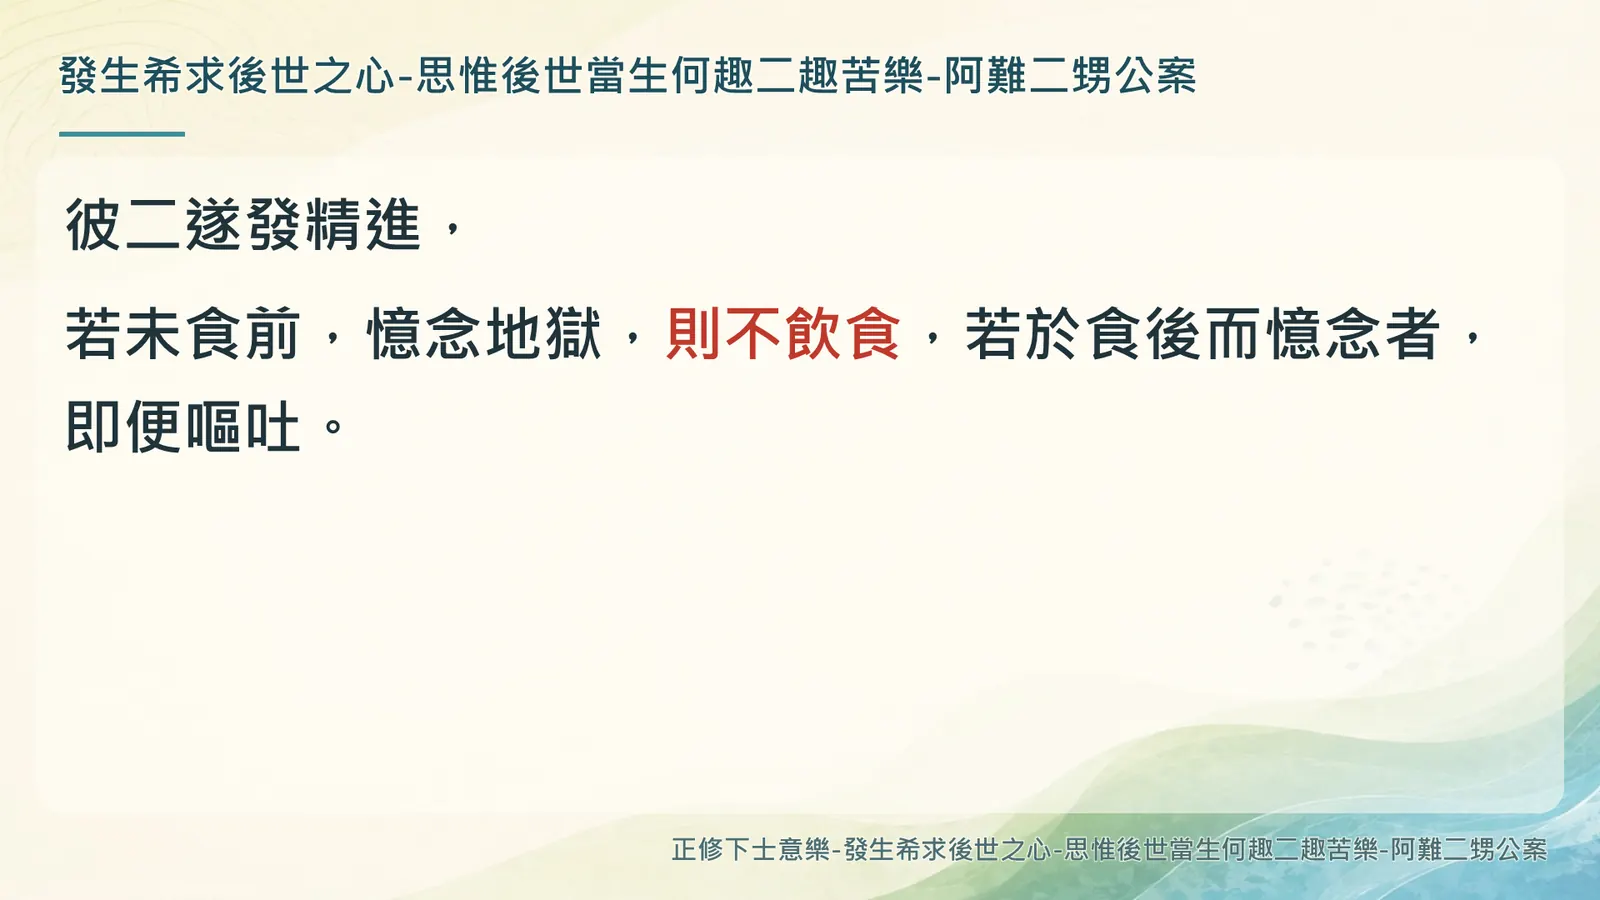 發生希求後世之心-思惟後世當生何趣二趣苦樂-阿難二甥公案
彼二遂發精進，
若未食前，憶念地獄，則不飲食，若於食後而憶念者，
即便嘔吐。
正修下士意樂-發生希求後世之心-思惟後世當生何趣二趣苦樂-阿難二甥公案